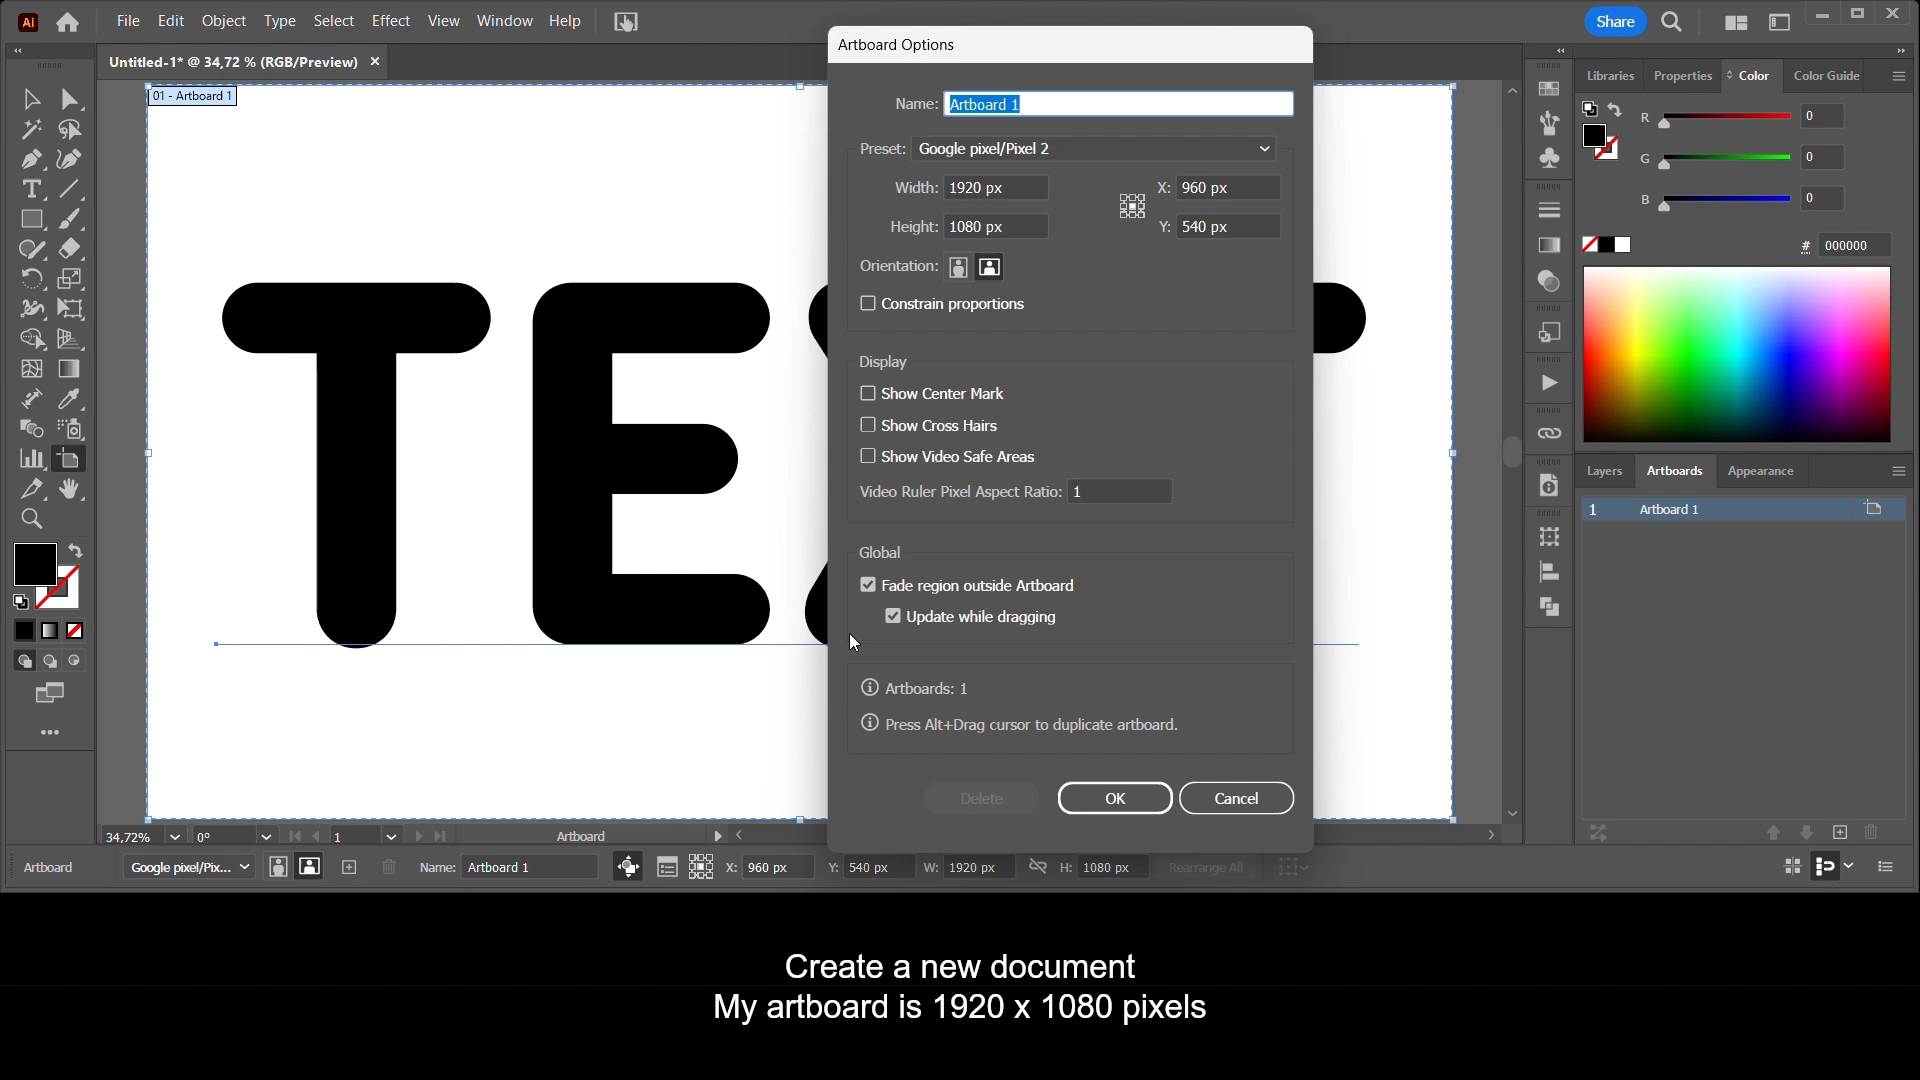 Ai File Edit Object Type Select Effect View Window Help Share
Untitled-1* @ 34,72 % (RGB/Preview)
01 - Artboard 1
TE
Artboard Options
Name: Artboard 1
Preset: Google pixel/Pixel 2
Width: 1920 px X: 960 px
Height: 1080 px Y: 540 px
Orientation:
Constrain proportions
Display
Show Center Mark
Show Cross Hairs
Show Video Safe Areas
Video Ruler Pixel Aspect Ratio: 1
Global
Fade region outside Artboard
Update while dragging
Artboards: 1
Press Alt+Drag cursor to duplicate artboard.
Delete OK Cancel
Libraries Properties Color Color Guide
R 0
G 0
B 0
# 000000
Layers Artboards Appearance
1 Artboard 1
34,72% 0° 1 Artboard
Artboard Google pixel/Pix... Name: Artboard 1 X: 960 px Y: 540 px W: 1920 px H: 1080 px Rearrange All
Create a new document
My artboard is 1920 x 1080 pixels